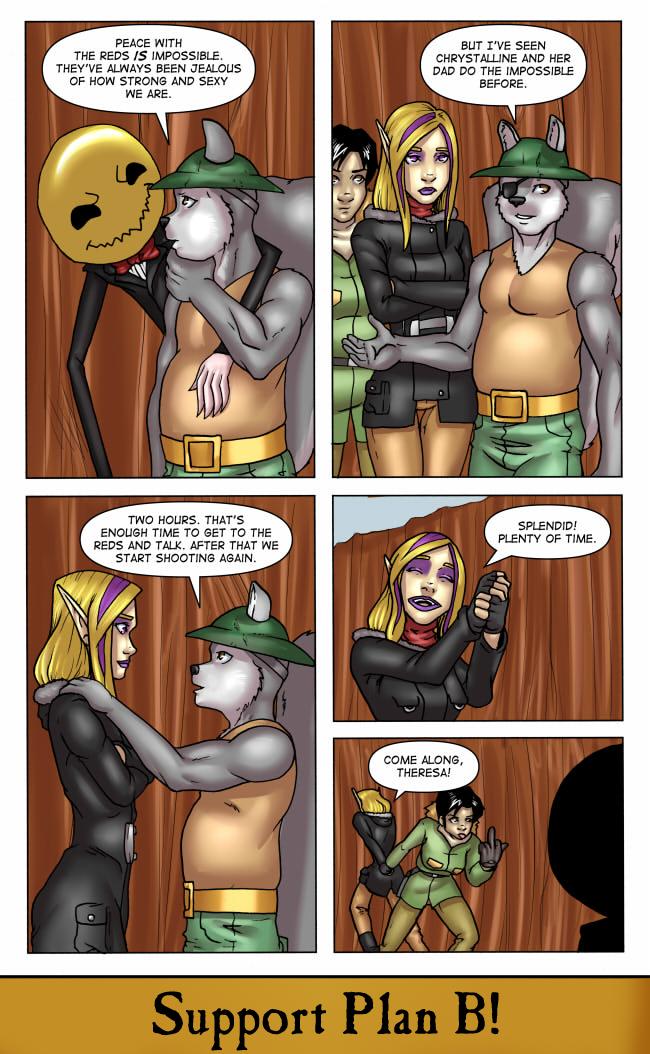 PEACE WITH
THE REDS IS IMPOSSIBLE.
THEY'VE ALWAYS BEEN JEALOUS
OF HOW STRONG AND SEXY
WE ARE.
BUT I'VE SEEN
CHRYSTALLINE AND HER
DAD DO THE IMPOSSIBLE
BEFORE.
TWO HOURS. THAT'S
ENOUGH TIME TO GET TO THE
REDS AND TALK. AFTER THAT WE
START SHOOTING AGAIN.
SPLENDID!
PLENTY OF TIME.
COME ALONG,
THERESA!
Support Plan B!